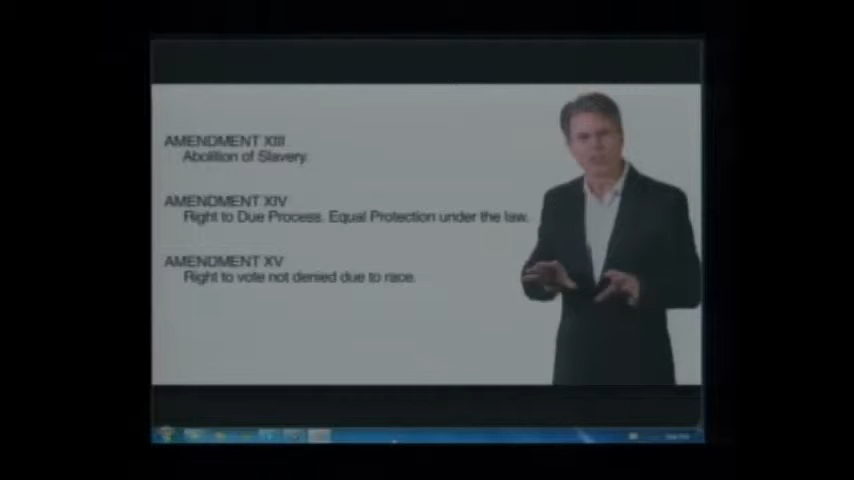 AMENDMENT XIII
Abolition of Slavery.
AMENDMENT XIV
Right to Due Process. Equal Protection under the law.
AMENDMENT XV
Right to vote not denied due to race.